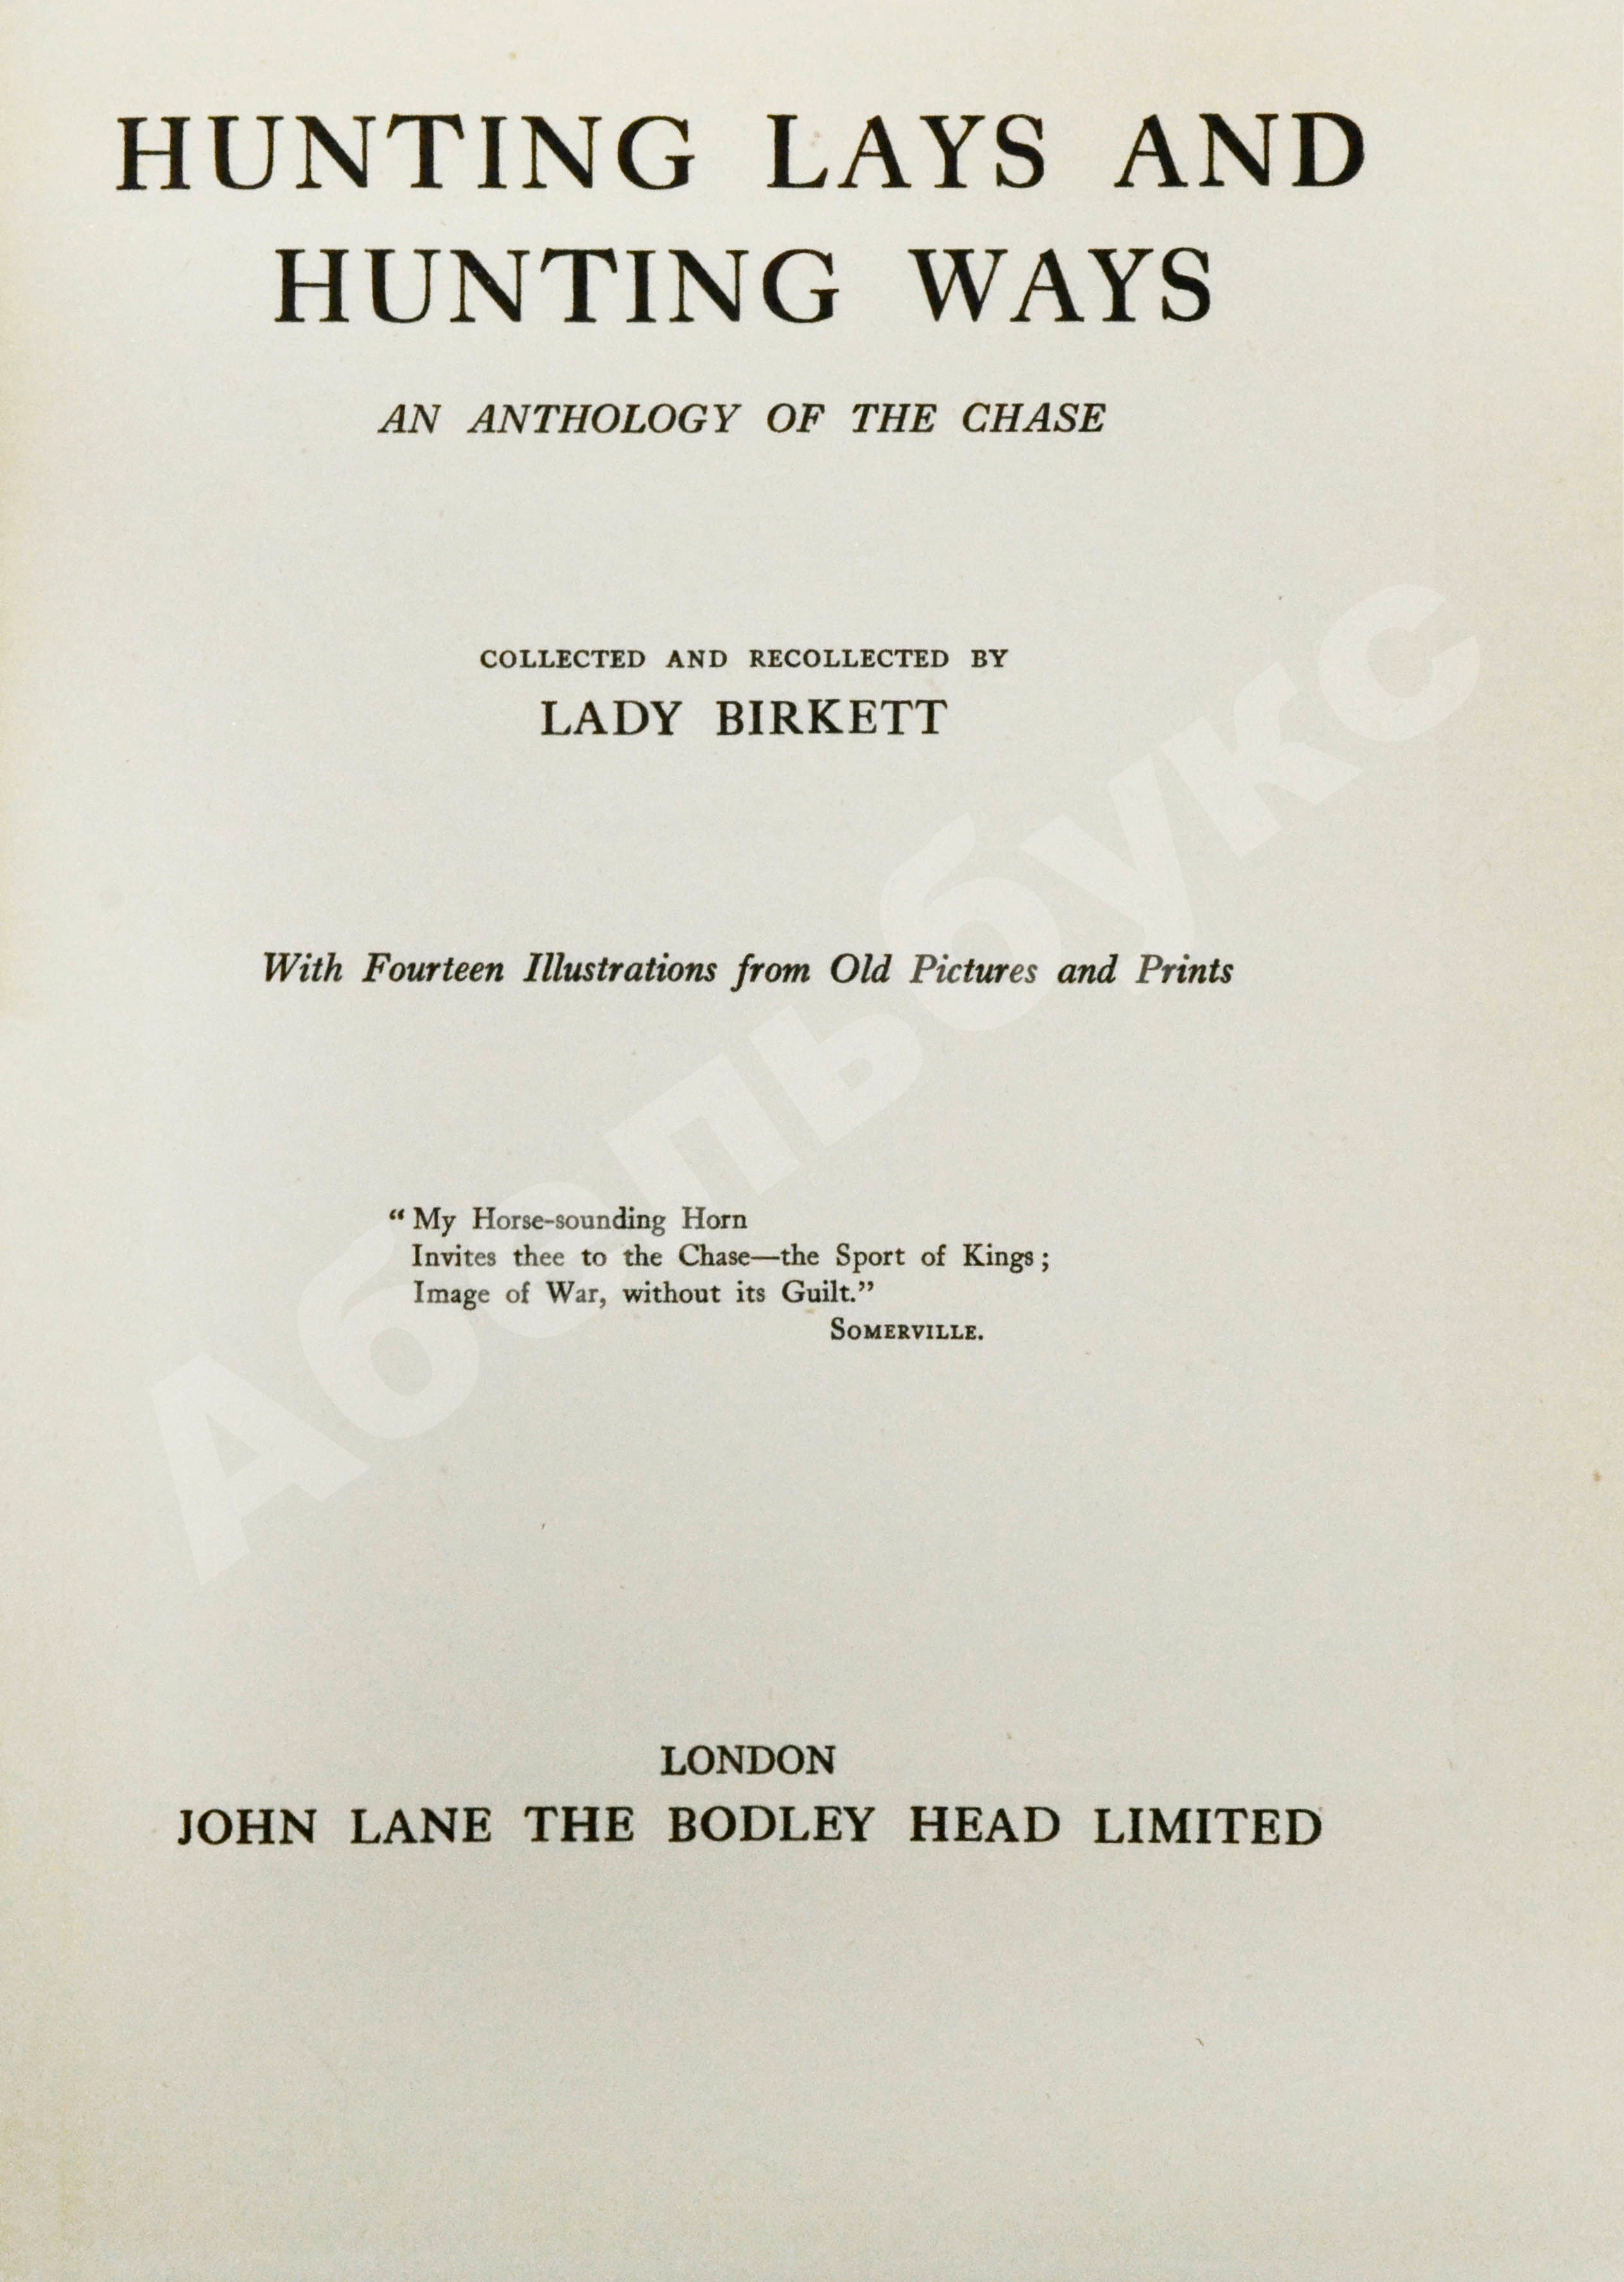 HUNTING LAYS AND
HUNTING WAYS
AN ANTHOLOGY OF THE CHASE
COLLECTED AND RECOLLECTED BY
LADY BIRKETT
With Fourteen Illustrations from Old Pictures and Prints
“My Horse-sounding Horn
Invites thee to the Chase—the Sport of Kings;
Image of War, without its Guilt.”
SOMERVILLE.
LONDON
JOHN LANE THE BODLEY HEAD LIMITED
Абельбукс